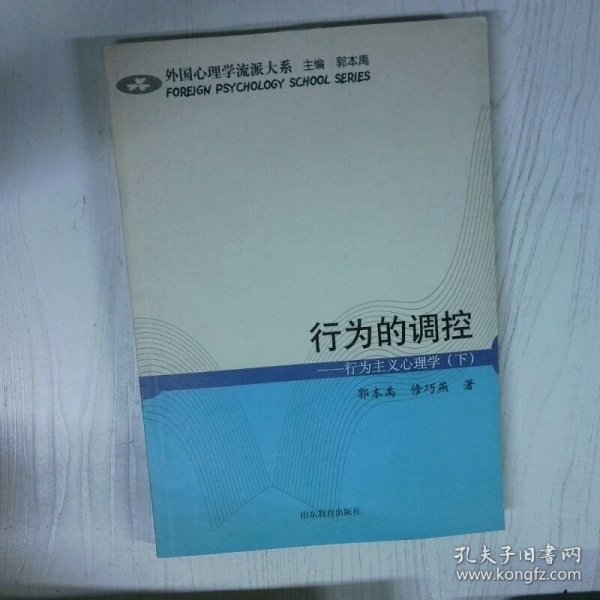 外国心理学流派大系 主编 郭本禹
FOREIGN PSYCHOLOGY SCHOOL SERIES
行为的调控
——行为主义心理学(下)
郭本禹 修巧燕 著
山东教育出版社
孔夫子旧书网
www.kongfz.com